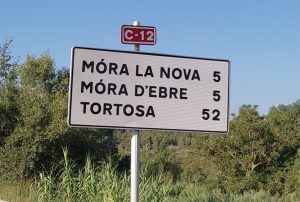 C-12
MÓRA LA NOVA 5
MÓRA D'EBRE 5
TORTOSA 52